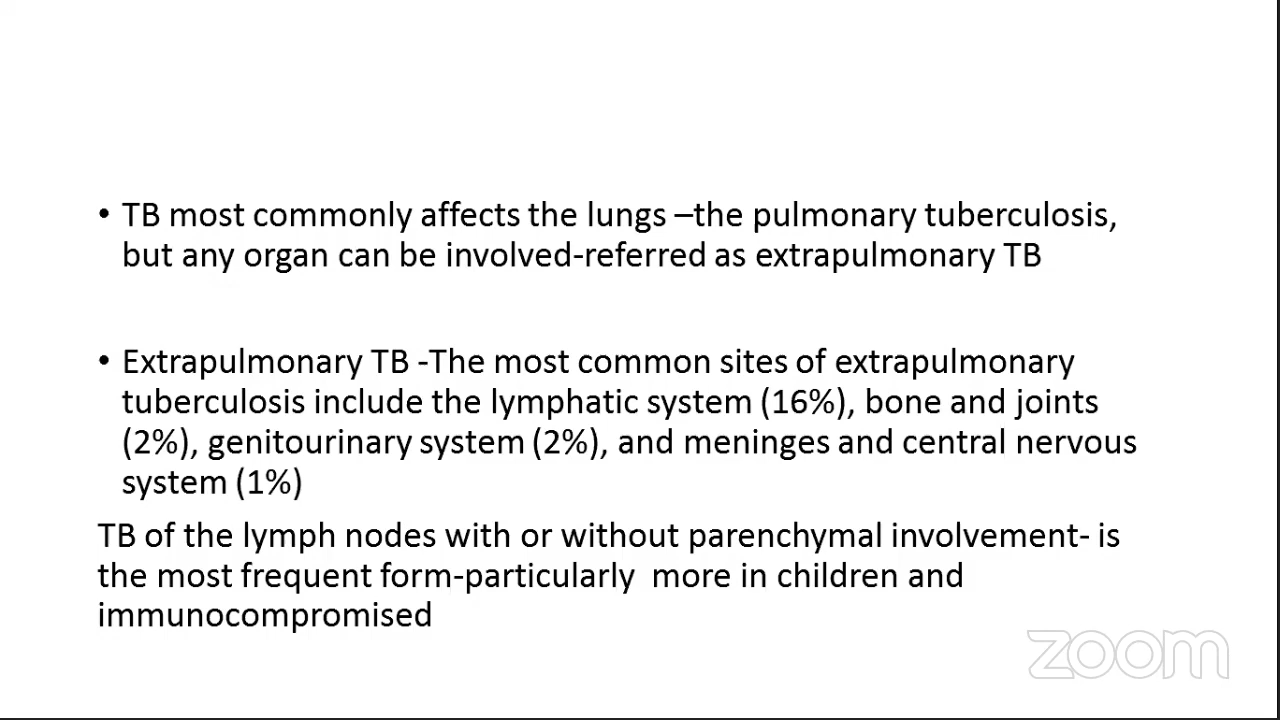 • TB most commonly affects the lungs –the pulmonary tuberculosis,
but any organ can be involved-referred as extrapulmonary TB
• Extrapulmonary TB -The most common sites of extrapulmonary
tuberculosis include the lymphatic system (16%), bone and joints
(2%), genitourinary system (2%), and meninges and central nervous
system (1%)
TB of the lymph nodes with or without parenchymal involvement- is
the most frequent form-particularly  more in children and
immunocompromised
zoom